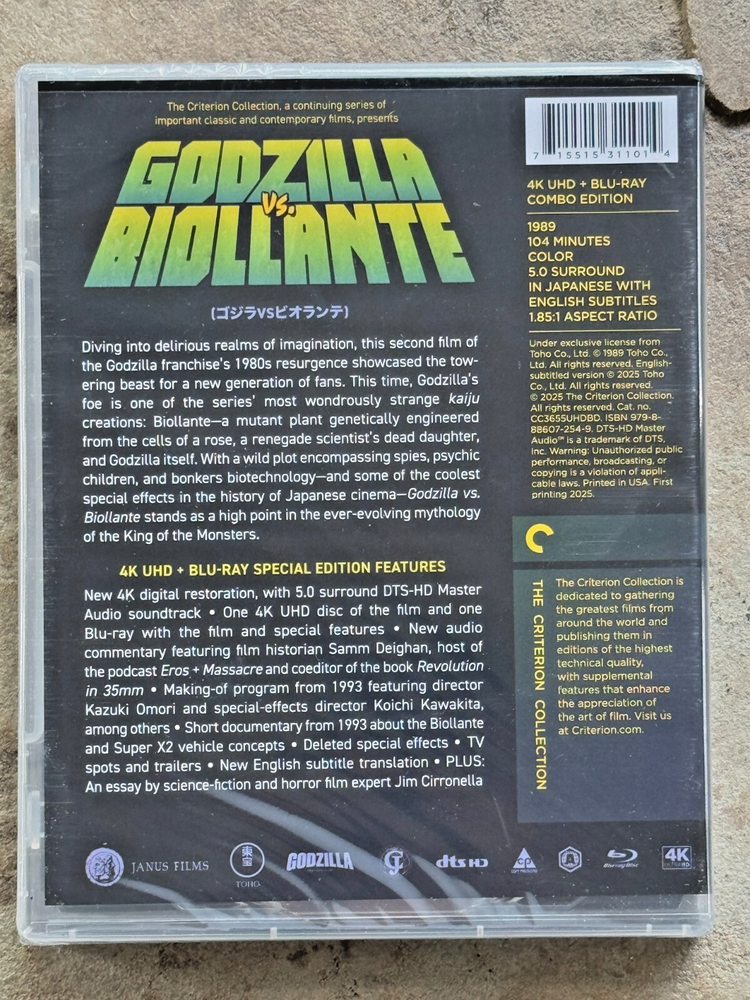 The Criterion Collection, a continuing series of
important classic and contemporary films, presents
GODZILLA
VS.
BIOLLANTE
(ゴジラVSビオランテ)
Diving into delirious realms of imagination, this second film of
the Godzilla franchise's 1980s resurgence showcased the tow-
ering beast for a new generation of fans. This time, Godzilla's
foe is one of the series' most wondrously strange kaiju
creations: Biollante—a mutant plant genetically engineered
from the cells of a rose, a renegade scientist's dead daughter,
and Godzilla itself. With a wild plot encompassing spies, psychic
children, and bonkers biotechnology—and some of the coolest
special effects in the history of Japanese cinema—Godzilla vs.
Biollante stands as a high point in the ever-evolving mythology
of the King of the Monsters.
4K UHD + BLU-RAY SPECIAL EDITION FEATURES
New 4K digital restoration, with 5.0 surround DTS-HD Master
Audio soundtrack • One 4K UHD disc of the film and one
Blu-ray with the film and special features • New audio
commentary featuring film historian Samm Deighan, host of
the podcast Eros + Massacre and coeditor of the book Revolution
in 35mm • Making-of program from 1993 featuring director
Kazuki Omori and special-effects director Koichi Kawakita,
among others • Short documentary from 1993 about the Biollante
and Super X2 vehicle concepts • Deleted special effects • TV
spots and trailers • New English subtitle translation • PLUS:
An essay by science-fiction and horror film expert Jim Cirronella
7 15515 31101 4
4K UHD + BLU-RAY
COMBO EDITION
1989
104 MINUTES
COLOR
5.0 SURROUND
IN JAPANESE WITH
ENGLISH SUBTITLES
1.85:1 ASPECT RATIO
Under exclusive license from
Toho Co., Ltd. © 1989 Toho Co.,
Ltd. All rights reserved. English-
subtitled version © 2025 Toho
Co., Ltd. All rights reserved.
© 2025 The Criterion Collection.
All rights reserved. Cat. no.
CC3655UHDBD. ISBN 979-8-
88607-254-9. DTS-HD Master
Audio℠ is a trademark of DTS,
Inc. Warning: Unauthorized public
performance, broadcasting, or
copying is a violation of appli-
cable laws. Printed in USA. First
printing 2025.
THE CRITERION COLLECTION
The Criterion Collection is
dedicated to gathering
the greatest films from
around the world and
publishing them in
editions of the highest
technical quality,
with supplemental
features that enhance
the appreciation of
the art of film. Visit us
at Criterion.com.
JANUS FILMS
東宝
TOHO
GODZILLA
dts HD
Blu-ray Disc
4K